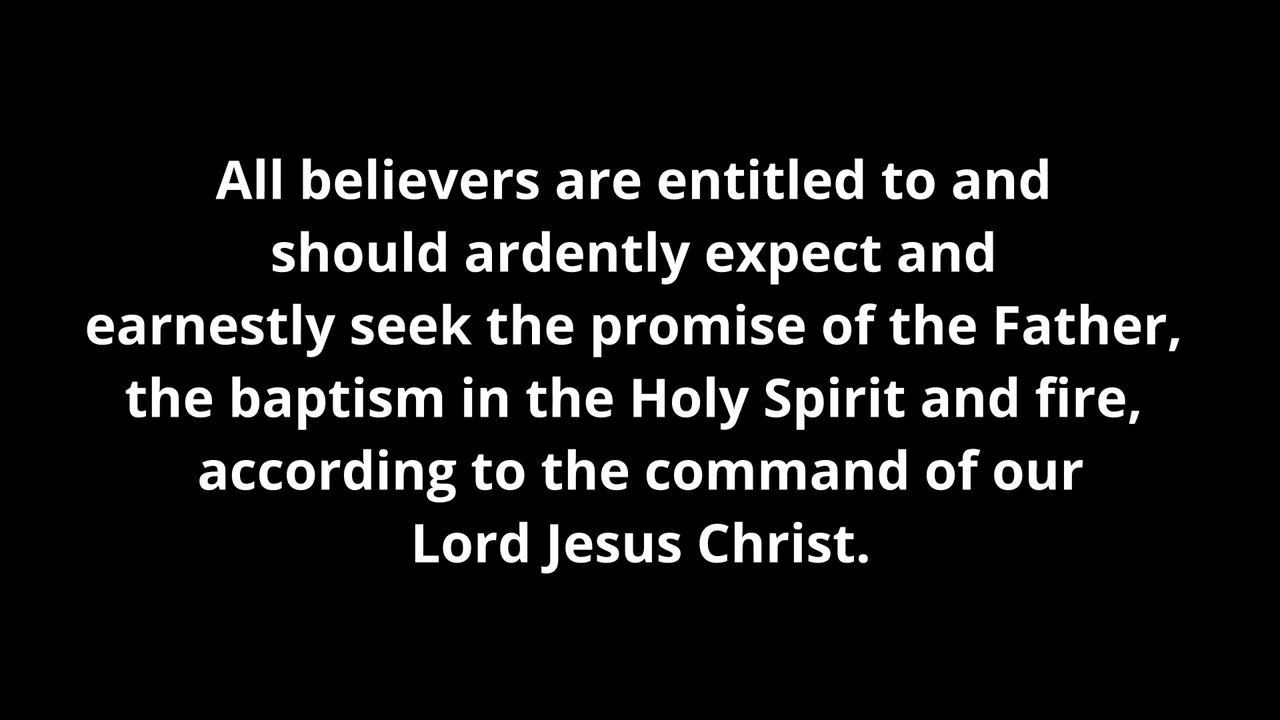 All believers are entitled to and
should ardently expect and
earnestly seek the promise of the Father,
the baptism in the Holy Spirit and fire,
according to the command of our
Lord Jesus Christ.